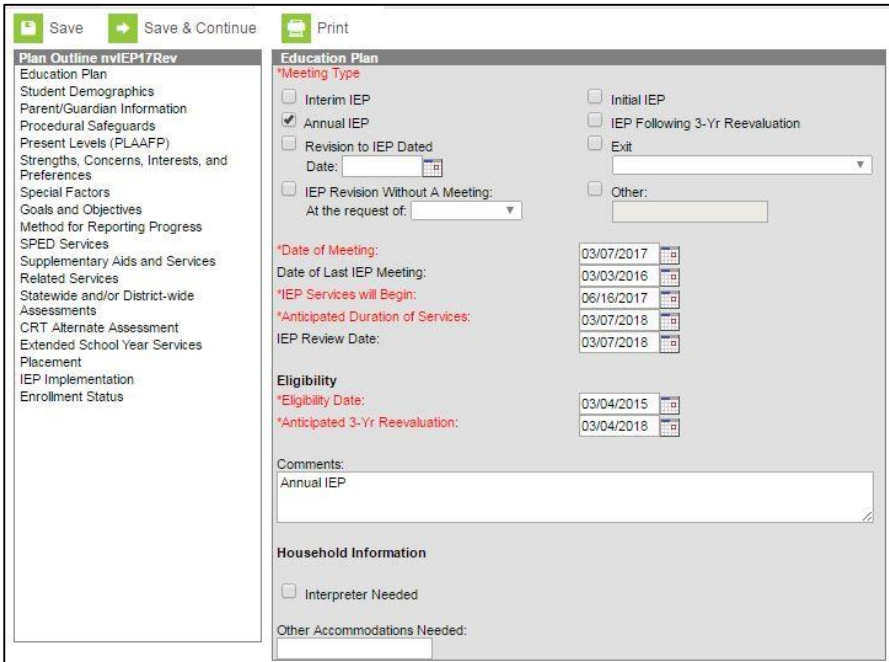 Save Save & Continue Print
Plan Outline nvIEP17Rev
Education Plan
Student Demographics
Parent/Guardian Information
Procedural Safeguards
Present Levels (PLAAFP)
Strengths, Concerns, Interests, and
Preferences
Special Factors
Goals and Objectives
Method for Reporting Progress
SPED Services
Supplementary Aids and Services
Related Services
Statewide and/or District-wide
Assessments
CRT Alternate Assessment
Extended School Year Services
Placement
IEP Implementation
Enrollment Status
Education Plan
*Meeting Type
Interim IEP Initial IEP
Annual IEP IEP Following 3-Yr Reevaluation
Revision to IEP Dated Exit
Date:
IEP Revision Without A Meeting: Other:
At the request of:
*Date of Meeting: 03/07/2017
Date of Last IEP Meeting: 03/03/2016
*IEP Services will Begin: 06/16/2017
*Anticipated Duration of Services: 03/07/2018
IEP Review Date: 03/07/2018
Eligibility
*Eligibility Date: 03/04/2015
*Anticipated 3-Yr Reevaluation: 03/04/2018
Comments:
Annual IEP
Household Information
Interpreter Needed
Other Accommodations Needed: